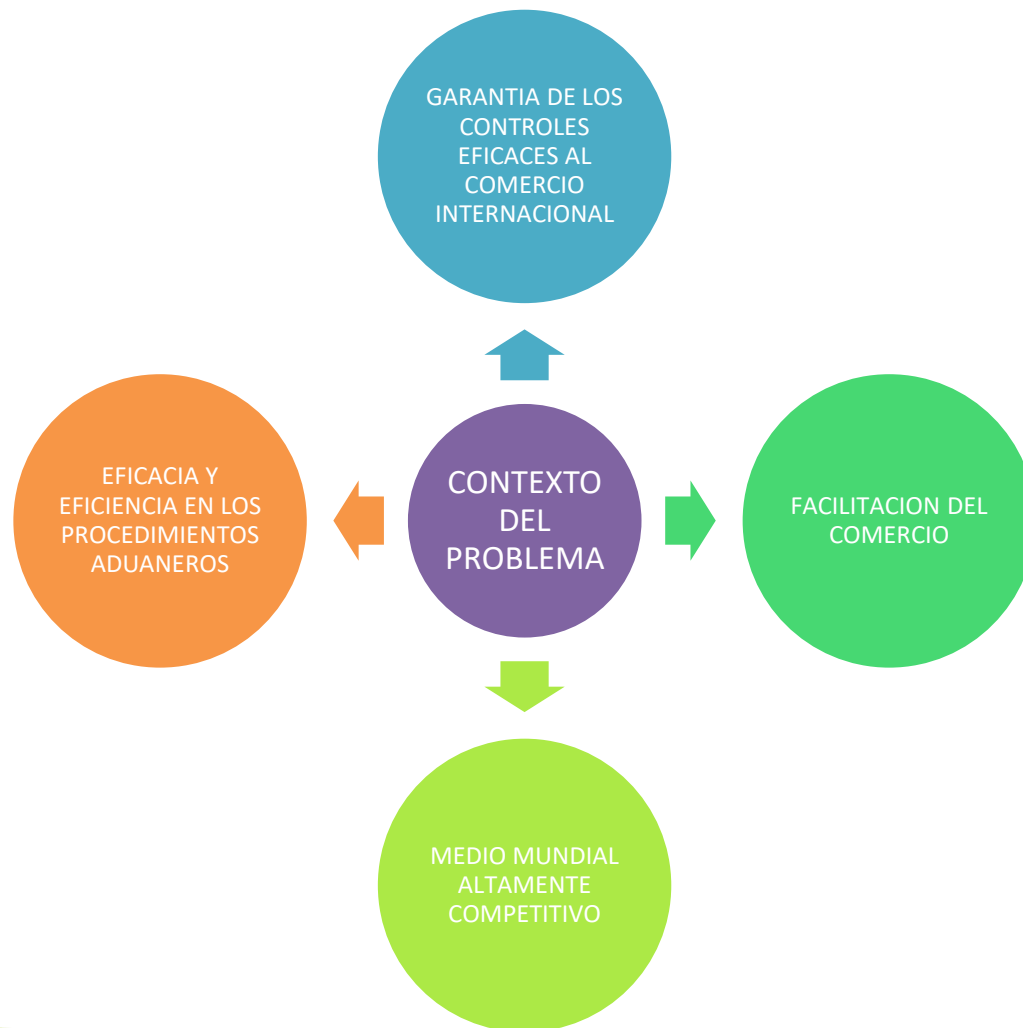 GARANTIA DE LOS
CONTROLES
EFICACES AL
COMERCIO
INTERNACIONAL
EFICACIA Y
EFICIENCIA EN LOS
PROCEDIMIENTOS
ADUANEROS
CONTEXTO
DEL
PROBLEMA
FACILITACION DEL
COMERCIO
MEDIO MUNDIAL
ALTAMENTE
COMPETITIVO